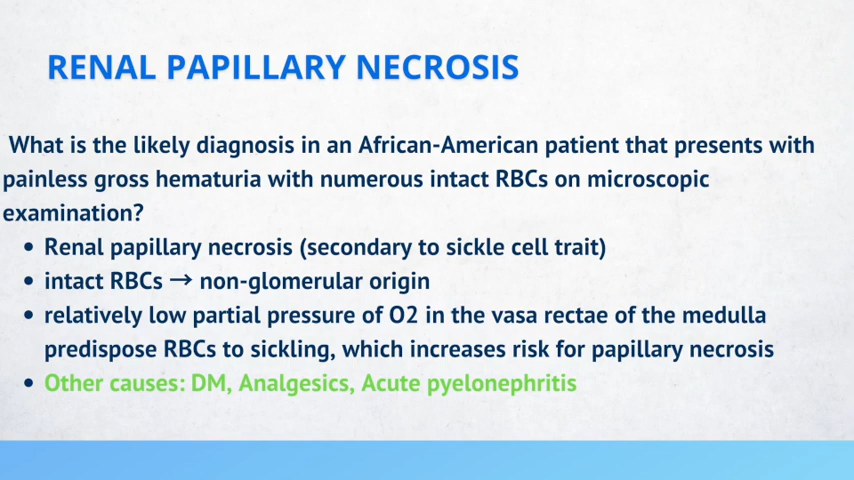 RENAL PAPILLARY NECROSIS
What is the likely diagnosis in an African-American patient that presents with
painless gross hematuria with numerous intact RBCs on microscopic
examination?
• Renal papillary necrosis (secondary to sickle cell trait)
• intact RBCs → non-glomerular origin
• relatively low partial pressure of O2 in the vasa rectae of the medulla
predispose RBCs to sickling, which increases risk for papillary necrosis
• Other causes: DM, Analgesics, Acute pyelonephritis